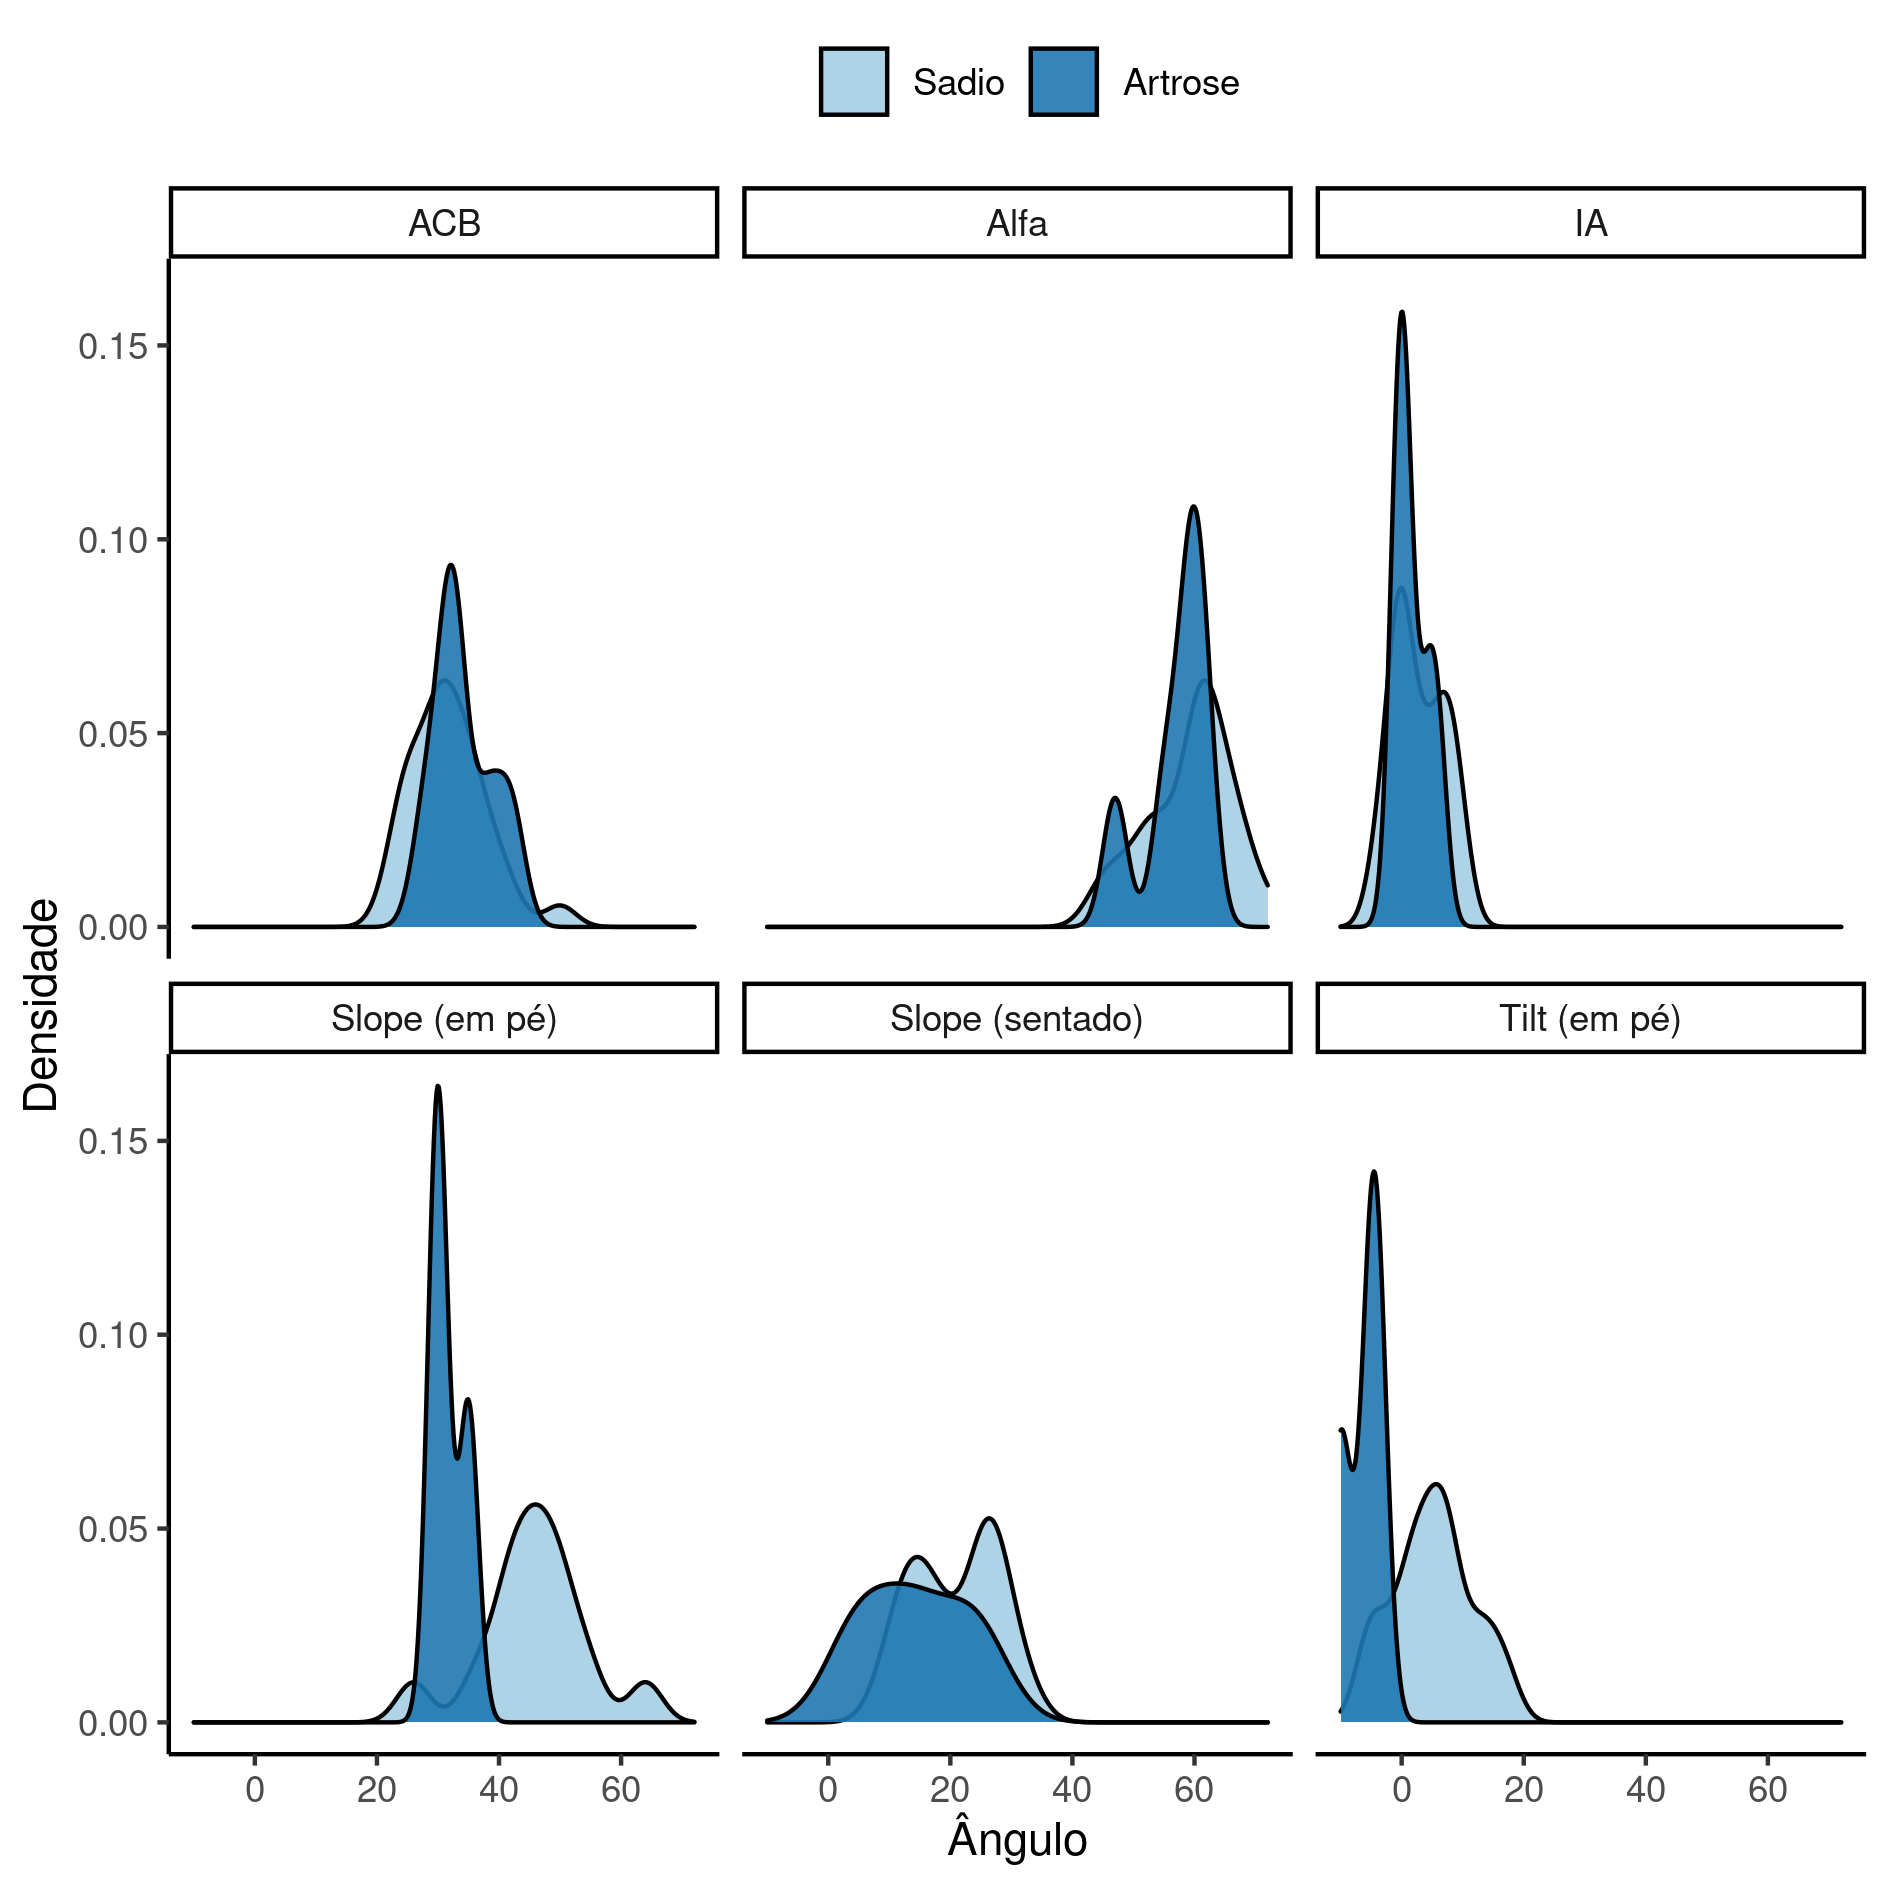 Sadio Artrose
ACB Alfa IA
0.15
0.10
0.05
0.00
Densidade
Slope (em pé) Slope (sentado) Tilt (em pé)
0.15
0.10
0.05
0.00
0 20 40 60 0 20 40 60 0 20 40 60
Ângulo